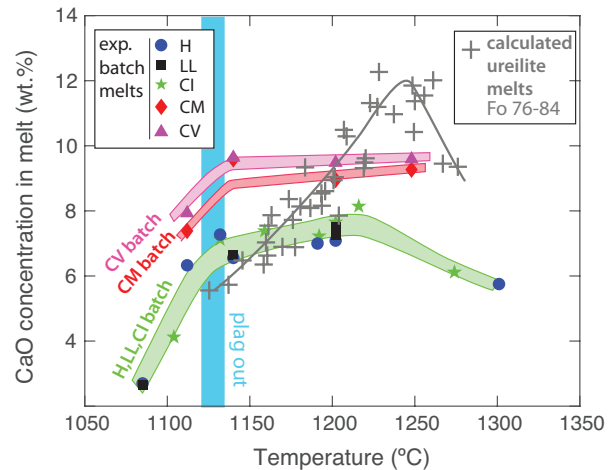 14
12
10
8
6
4
CaO concentration in melt (wt.%)
exp.
batch
melts
H
LL
CI
CM
CV
calculated
ureilite
melts
Fo 76-84
CV batch
CM batch
H,LL,CI batch
plag out
1050
1100
1150
1200
1250
1300
1350
Temperature (ºC)